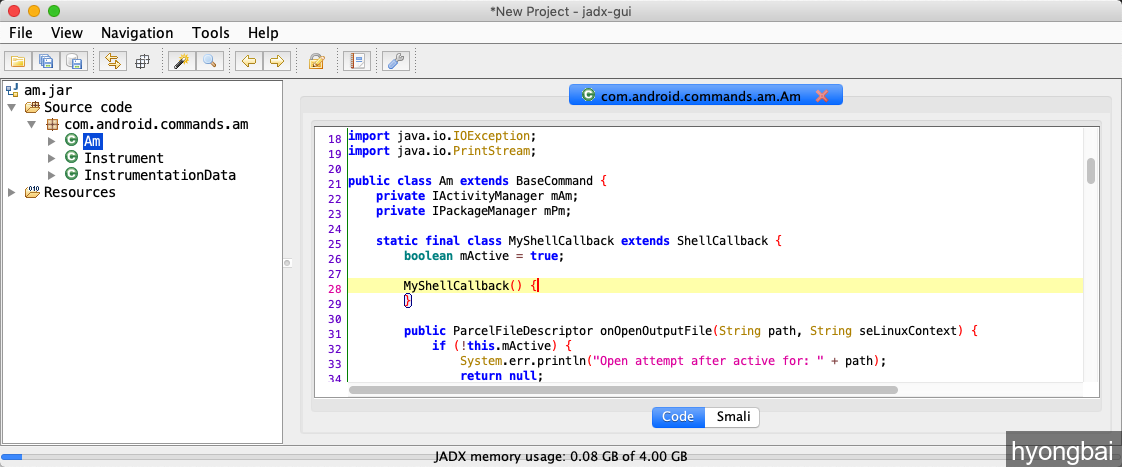 *New Project - jadx-gui
File View Navigation Tools Help
am.jar
Source code
com.android.commands.am
Am
Instrument
InstrumentationData
Resources
com.android.commands.am.Am
18 import java.io.IOException;
19 import java.io.PrintStream;
20
21 public class Am extends BaseCommand {
22 private IActivityManager mAm;
23 private IPackageManager mPm;
24
25 static final class MyShellCallback extends ShellCallback {
26 boolean mActive = true;
27
28 MyShellCallback() {
29 }
30
31 public ParcelFileDescriptor onOpenOutputFile(String path, String seLinuxContext) {
32 if (!this.mActive) {
33 System.err.println("Open attempt after active for: " + path);
34 return null;
Code Smali
JADX memory usage: 0.08 GB of 4.00 GB
hyongbai